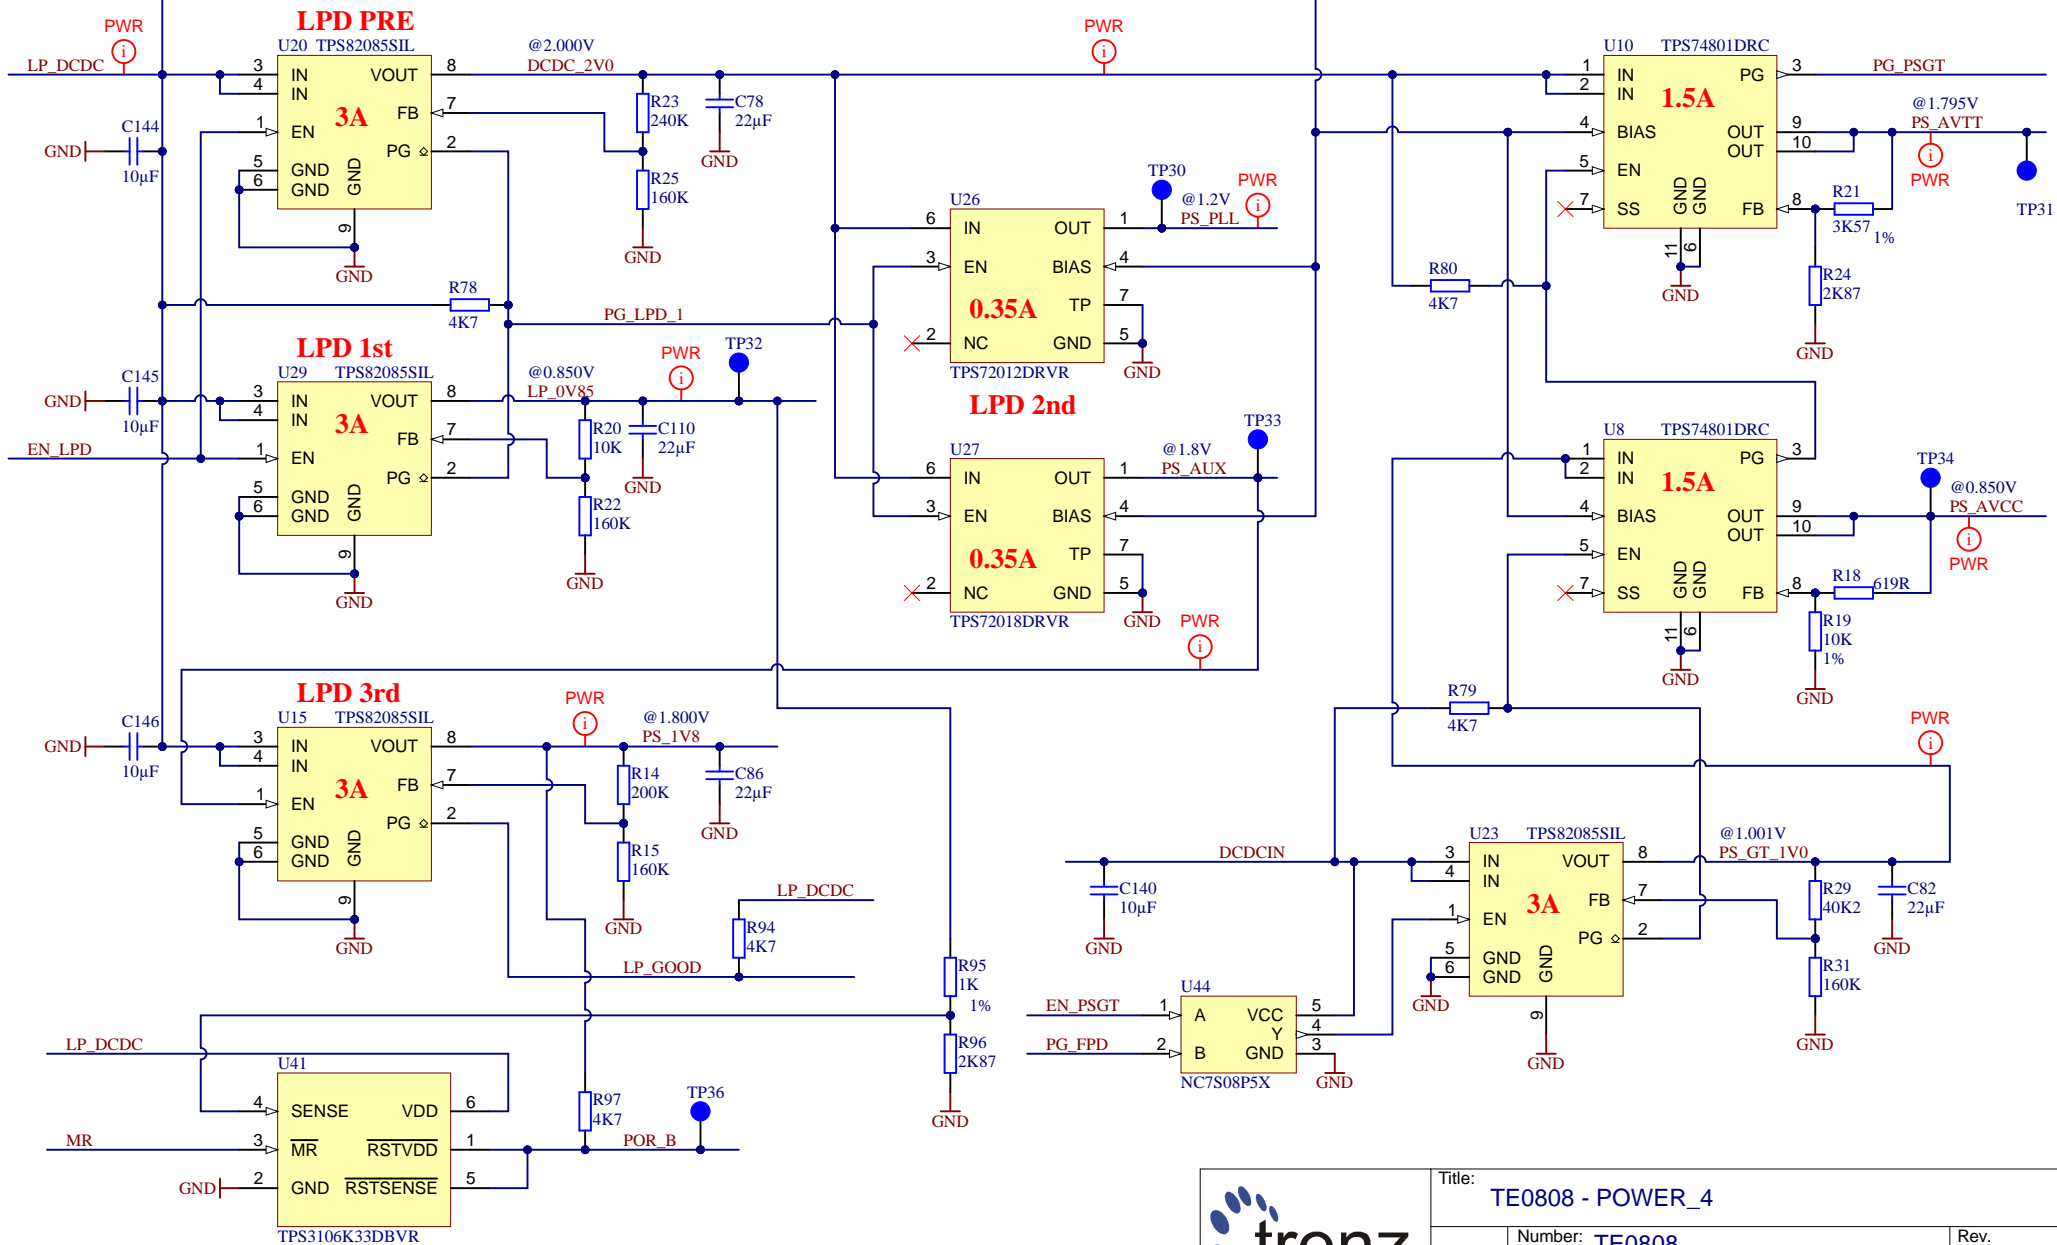 LPD PRE
PWR
LP_DCDC
U20 TPS82085SIL
3 IN VOUT 8
4 IN
3A
FB 7
1 EN
PG 2
5 GND
6 GND
GND
9
GND
C144
10µF
GND
@2.000V
DCDC_2V0
R23
240K
C78
22µF
GND
R25
160K
GND
PWR
R78
4K7
PG_LPD_1
LPD 1st
U29 TPS82085SIL
3 IN VOUT 8
4 IN
3A
FB 7
1 EN
PG 2
5 GND
6 GND
GND
9
GND
C145
10µF
GND
EN_LPD
@0.850V
LP_0V85
PWR
TP32
R20
10K
C110
22µF
GND
R22
160K
GND
U26
6 IN OUT 1
3 EN BIAS 4
0.35A
TP 7
2 NC GND 5
TPS72012DRVR
GND
TP30
@1.2V
PS_PLL
PWR
LPD 2nd
U27
6 IN OUT 1
3 EN BIAS 4
0.35A
TP 7
2 NC GND 5
TPS72018DRVR
GND
@1.8V
PS_AUX
TP33
PWR
U10 TPS74801DRC
1 IN PG 3
2 IN
1.5A
4 BIAS OUT 9
OUT 10
5 EN
7 SS FB 8
GND
GND
11
6
GND
PG_PSGT
@1.795V
PS_AVTT
PWR
TP31
R21
3K57
1%
R24
2K87
GND
R80
4K7
U8 TPS74801DRC
1 IN PG 3
2 IN
1.5A
4 BIAS OUT 9
OUT 10
5 EN
7 SS FB 8
GND
GND
11
6
GND
TP34
@0.850V
PS_AVCC
PWR
R18
619R
R19
10K
1%
GND
R79
4K7
PWR
LPD 3rd
U15 TPS82085SIL
3 IN VOUT 8
4 IN
3A
FB 7
1 EN
PG 2
5 GND
6 GND
GND
9
GND
C146
10µF
GND
PWR
@1.800V
PS_1V8
R14
200K
C86
22µF
GND
R15
160K
GND
LP_DCDC
R94
4K7
LP_GOOD
R95
1K
1%
R96
2K87
GND
LP_DCDC
U41
4 SENSE VDD 6
3 MR RSTVDD 1
2 GND RSTSENSE 5
TPS3106K33DBVR
MR
GND
R97
4K7
TP36
POR_B
DCDCIN
C140
10µF
GND
U44
1 A VCC 5
Y 4
2 B GND 3
NC7S08P5X
GND
EN_PSGT
PG_FPD
U23 TPS82085SIL
3 IN VOUT 8
4 IN
3A
FB 7
1 EN
PG 2
5 GND
6 GND
GND
9
GND
GND
@1.001V
PS_GT_1V0
R29
40K2
C82
22µF
GND
R31
160K
GND
trenz
Title:
TE0808 - POWER_4
Number: TE0808
Rev.